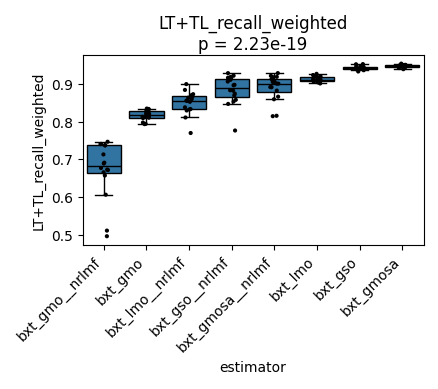 LT+TL_recall_weighted
p = 2.23e-19
LT+TL_recall_weighted
0.9
0.8
0.7
0.6
0.5
bxt_gmo__nrlmf
bxt_gmo
bxt_lmo__nrlmf
bxt_gso__nrlmf
bxt_gmosa__nrlmf
bxt_lmo
bxt_gso
bxt_gmosa
estimator